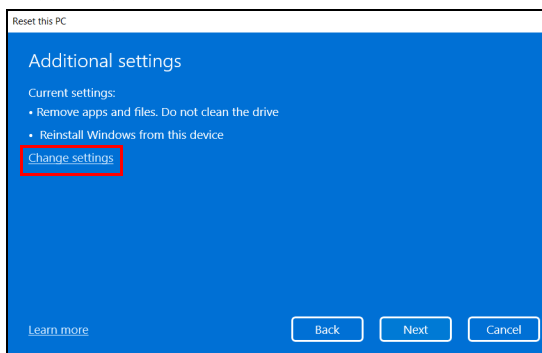 Reset this PC
Additional settings
Current settings:
• Remove apps and files. Do not clean the drive
• Reinstall Windows from this device
Change settings
Learn more
Back
Next
Cancel